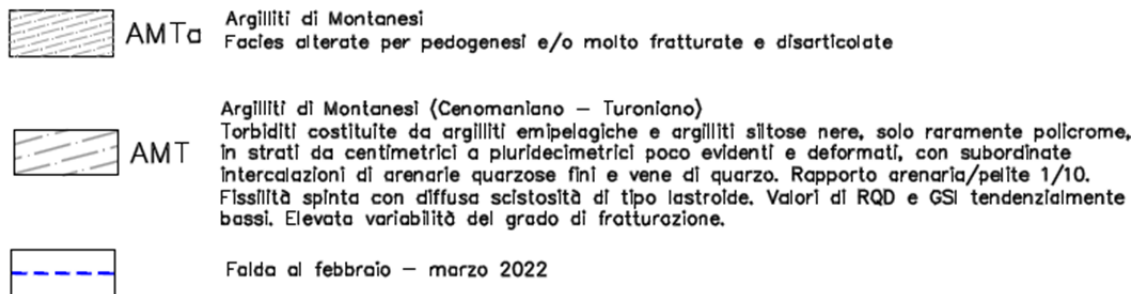 AMTa
Argilliti di Montanesi
Facies alterate per pedogenesi e/o molto fratturate e disarticolate
AMT
Argilliti di Montanesi (Cenomaniano – Turoniano)
Torbiditi costituite da argilliti emipelagiche e argilliti siltose nere, solo raramente policrome,
in strati da centimetrici a pluridecimetrici poco evidenti e deformati, con subordinate
intercalazioni di arenarie quarzose fini e vene di quarzo. Rapporto arenaria/pelite 1/10.
Fissilità spinta con diffusa scistosità di tipo lastroide. Valori di RQD e GSI tendenzialmente
bassi. Elevata variabilità del grado di fratturazione.
Falda al febbraio – marzo 2022